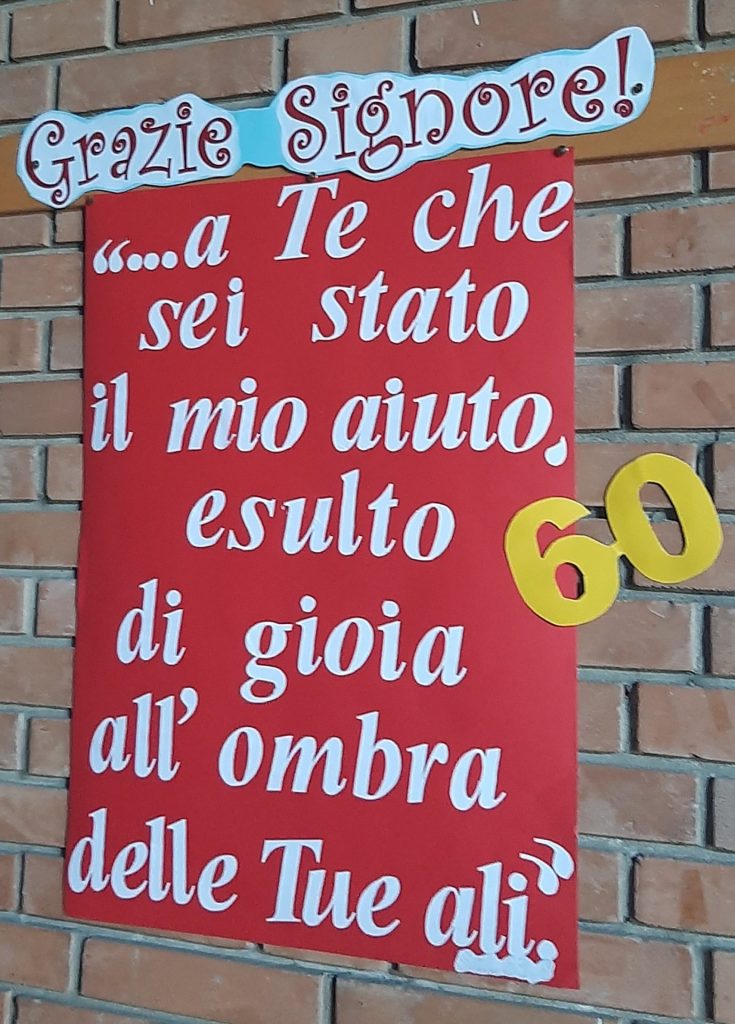 Grazie Signore!
“...a Te che
sei stato
il mio aiuto,
esulto
60
di gioia
all’ombra
delle Tue ali.”